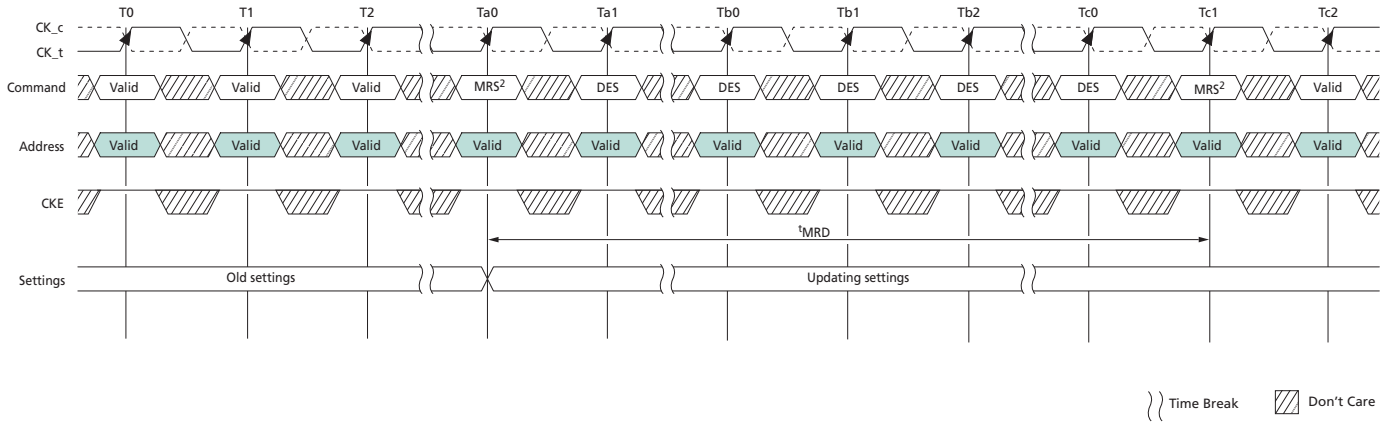 T0 T1 T2 Ta0 Ta1 Tb0 Tb1 Tb2 Tc0 Tc1 Tc2
CK_c
CK_t
Command Valid Valid Valid MRS² DES DES DES DES DES MRS² Valid
Address Valid Valid Valid Valid Valid Valid Valid Valid Valid Valid Valid
CKE
ᵗMRD
Settings Old settings Updating settings
Time Break Don't Care